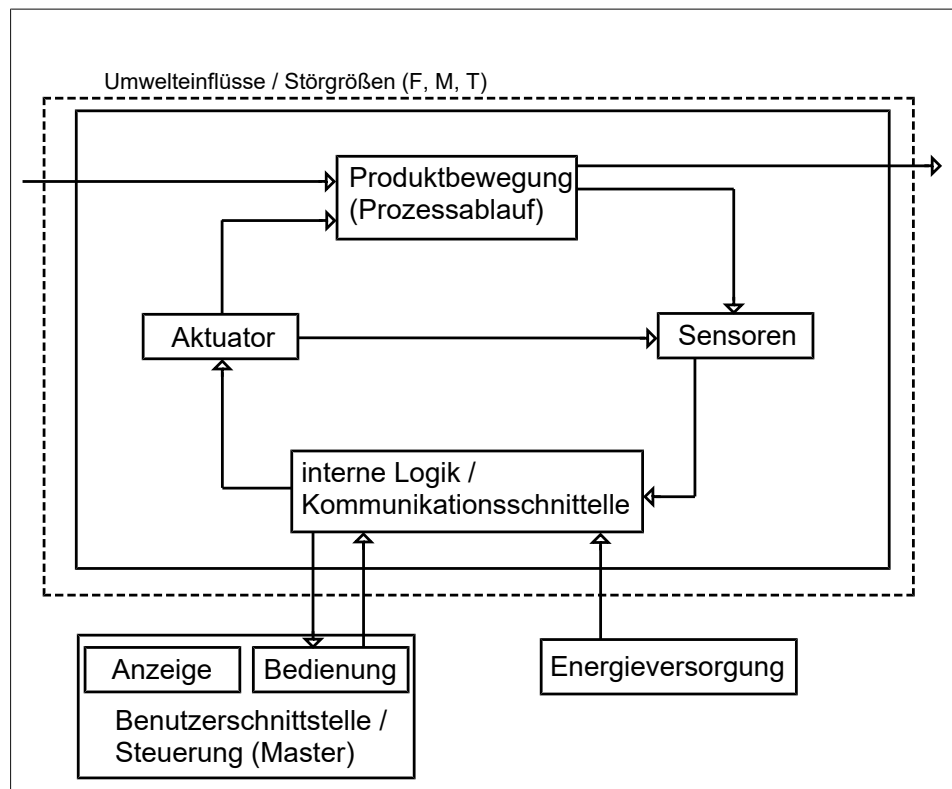 Umwelteinflüsse / Störgrößen (F, M, T)
Produktbewegung
(Prozessablauf)
Aktuator
Sensoren
interne Logik /
Kommunikationsschnittelle
Anzeige
Bedienung
Energieversorgung
Benutzerschnittstelle /
Steuerung (Master)